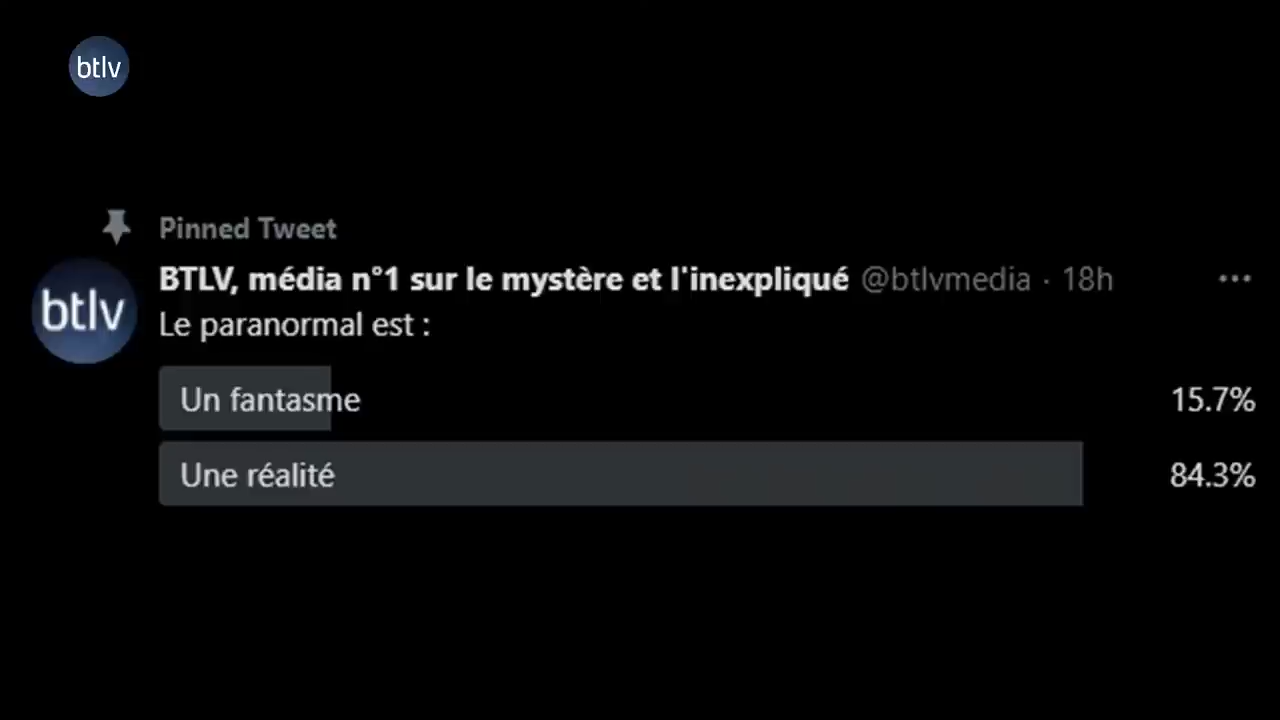 btlv
Pinned Tweet
BTLV, média n°1 sur le mystère et l'inexpliqué @btlvmedia · 18h ...
btlv
Le paranormal est :
Un fantasme 15.7%
Une réalité 84.3%